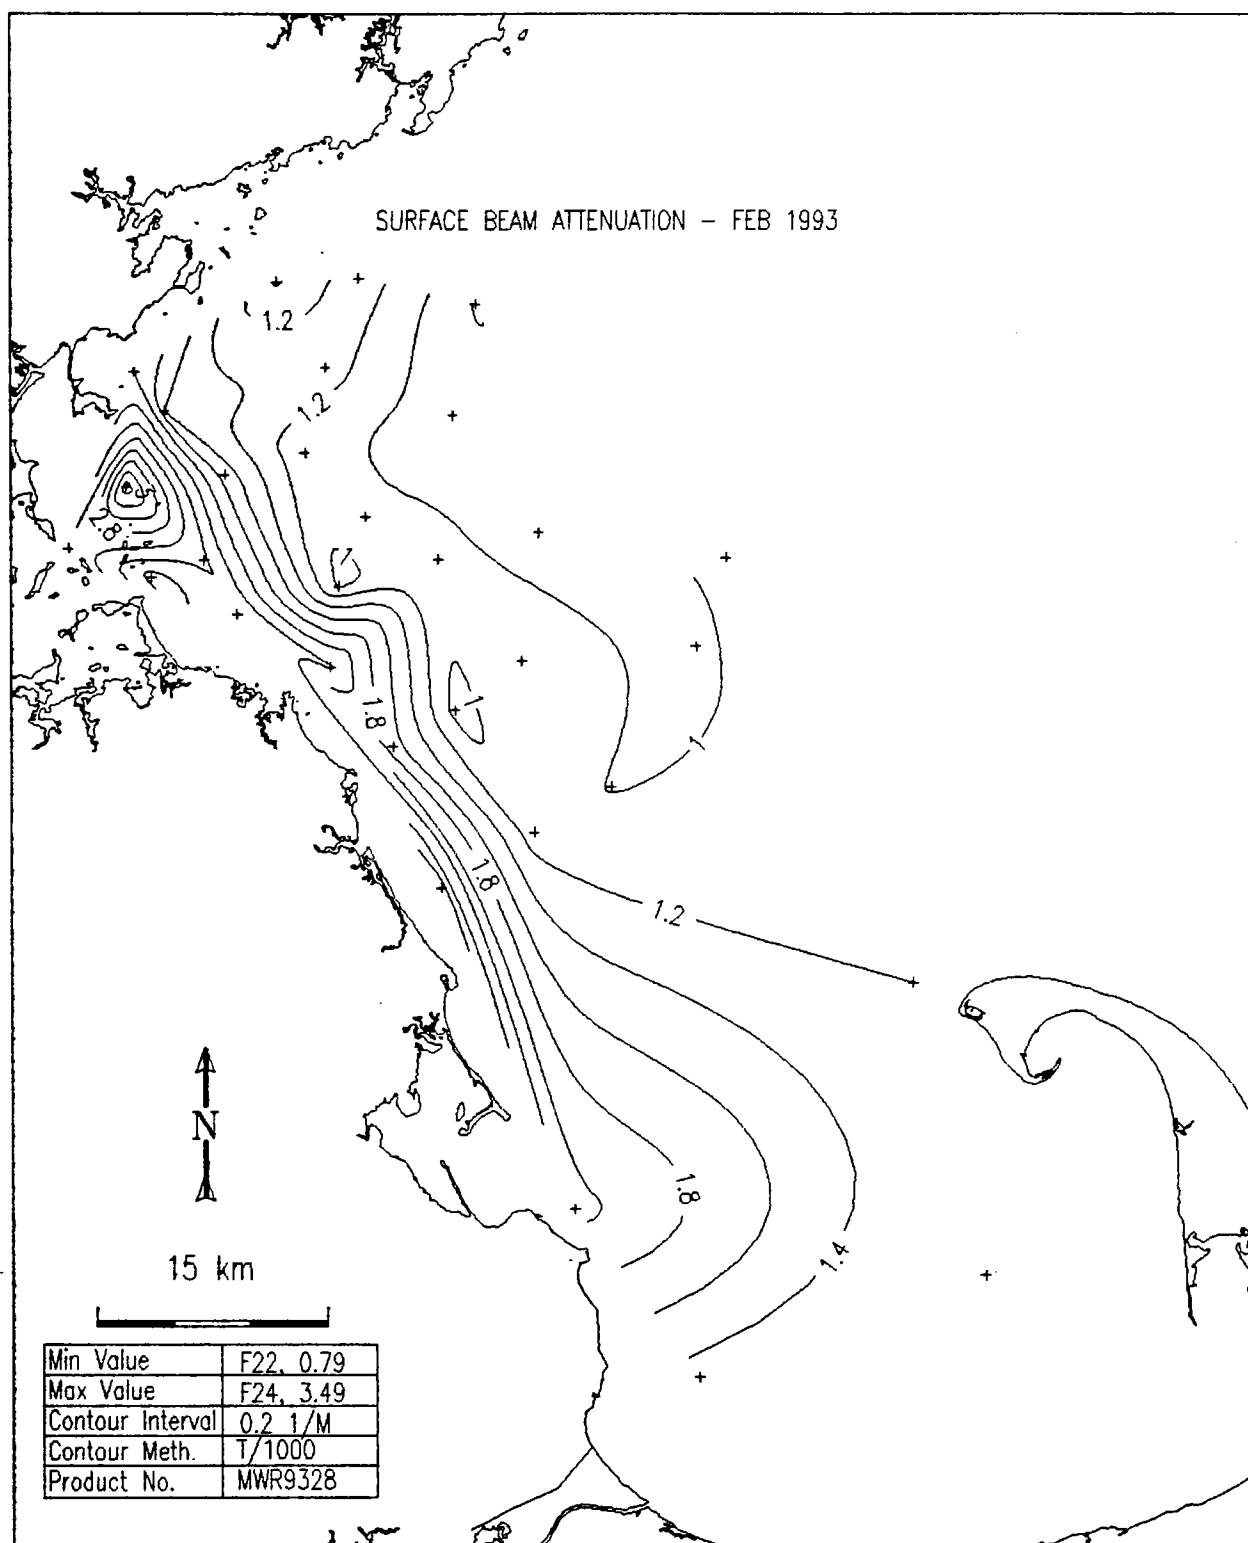 SURFACE BEAM ATTENUATION - FEB 1993
1.2
1.2
.8
1
1.8
1
1.8
1.2
N
1.8
1.4
15 km
Min Value F22, 0.79
Max Value F24, 3.49
Contour Interval 0.2 1/M
Contour Meth. T/1000
Product No. MWR9328